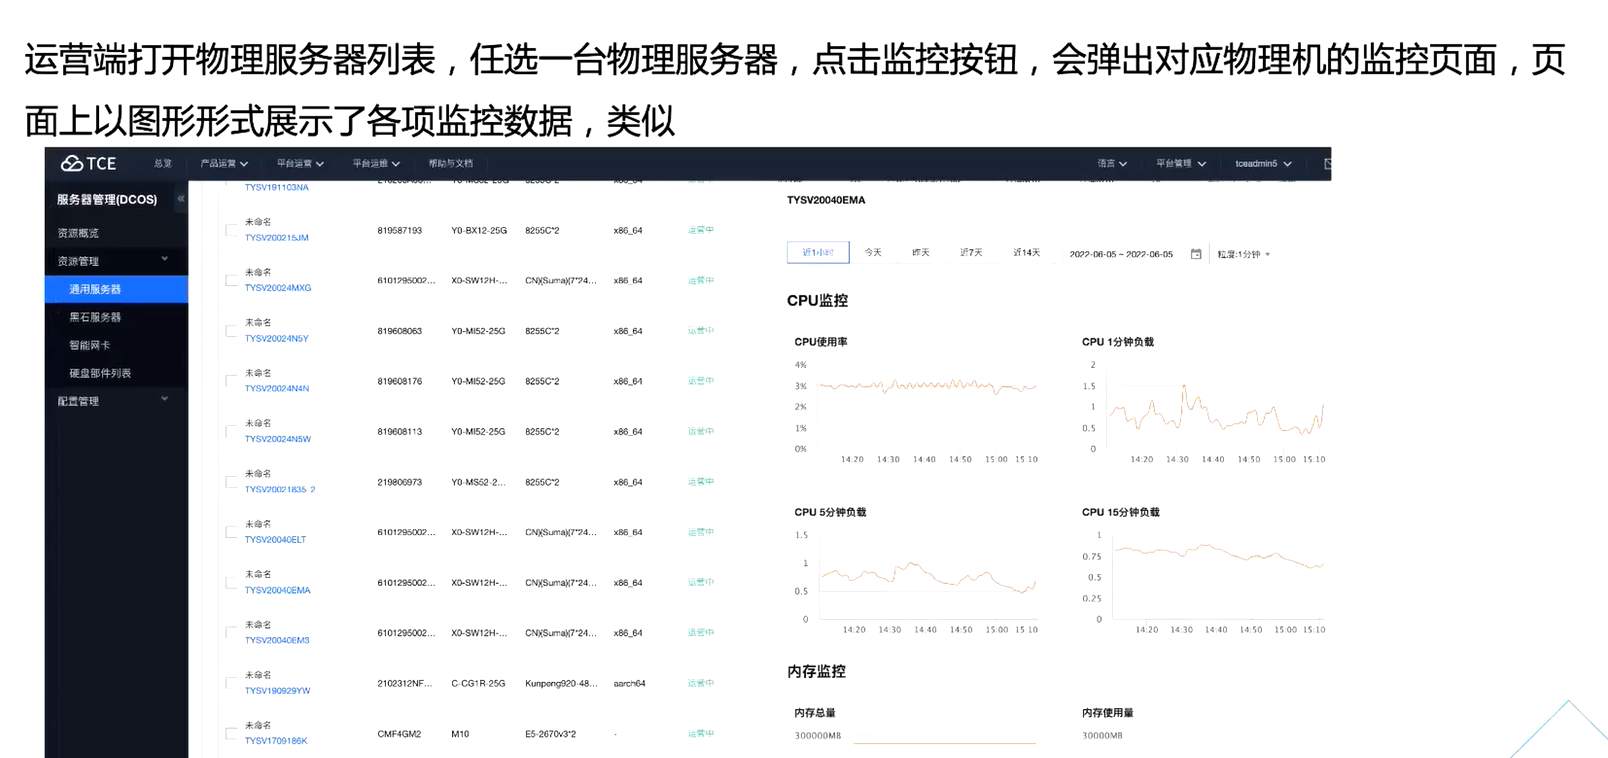 运营端打开物理服务器列表，任选一台物理服务器，点击监控按钮，会弹出对应物理机的监控页面，页
面上以图形形式展示了各项监控数据，类似
TCE 总览 产品运营 平台运营 平台运维 帮助与文档 语言 平台管理 tceadmin5
服务器管理(DCOS) «
资源概览
资源管理
通用服务器
黑石服务器
智能网卡
硬盘部件列表
配置管理
TYSV191103NA x86_64
未命名
TYSV200215JM 819587193 Y0-BX12-25G 8255C*2 x86_64 运营中
未命名
TYSV20024MXG 6101295002... X0-SW12H-... CN)(Suma)(7*24... x86_64 运营中
未命名
TYSV20024N5Y 819608063 Y0-MI52-25G 8255C*2 x86_64 运营中
未命名
TYSV20024N4N 819608176 Y0-MI52-25G 8255C*2 x86_64 运营中
未命名
TYSV20024N5W 819608113 Y0-MI52-25G 8255C*2 x86_64 运营中
未命名
TYSV20021835_2 219806973 Y0-MS52-2... 8255C*2 x86_64 运营中
未命名
TYSV20040ELT 6101295002... X0-SW12H-... CN)(Suma)(7*24... x86_64 运营中
未命名
TYSV20040EMA 6101295002... X0-SW12H-... CN)(Suma)(7*24... x86_64 运营中
未命名
TYSV20040EM3 6101295002... X0-SW12H-... CN)(Suma)(7*24... x86_64 运营中
未命名
TYSV190929YW 2102312NF... C-CG1R-25G Kunpeng920-48... aarch64 运营中
未命名
TYSV1709186K CMF4GM2 M10 E5-2670v3*2 - 运营中
TYSV20040EMA
近1小时 今天 昨天 近7天 近14天 2022-06-05 ~ 2022-06-05 粒度:1分钟
CPU监控
CPU使用率
4%
3%
2%
1%
0%
14:20 14:30 14:40 14:50 15:00 15:10
CPU 1分钟负载
2
1.5
1
0.5
0
14:20 14:30 14:40 14:50 15:00 15:10
CPU 5分钟负载
1.5
1
0.5
0
14:20 14:30 14:40 14:50 15:00 15:10
CPU 15分钟负载
1
0.75
0.5
0.25
0
14:20 14:30 14:40 14:50 15:00 15:10
内存监控
内存总量
300000MB
内存使用量
30000MB